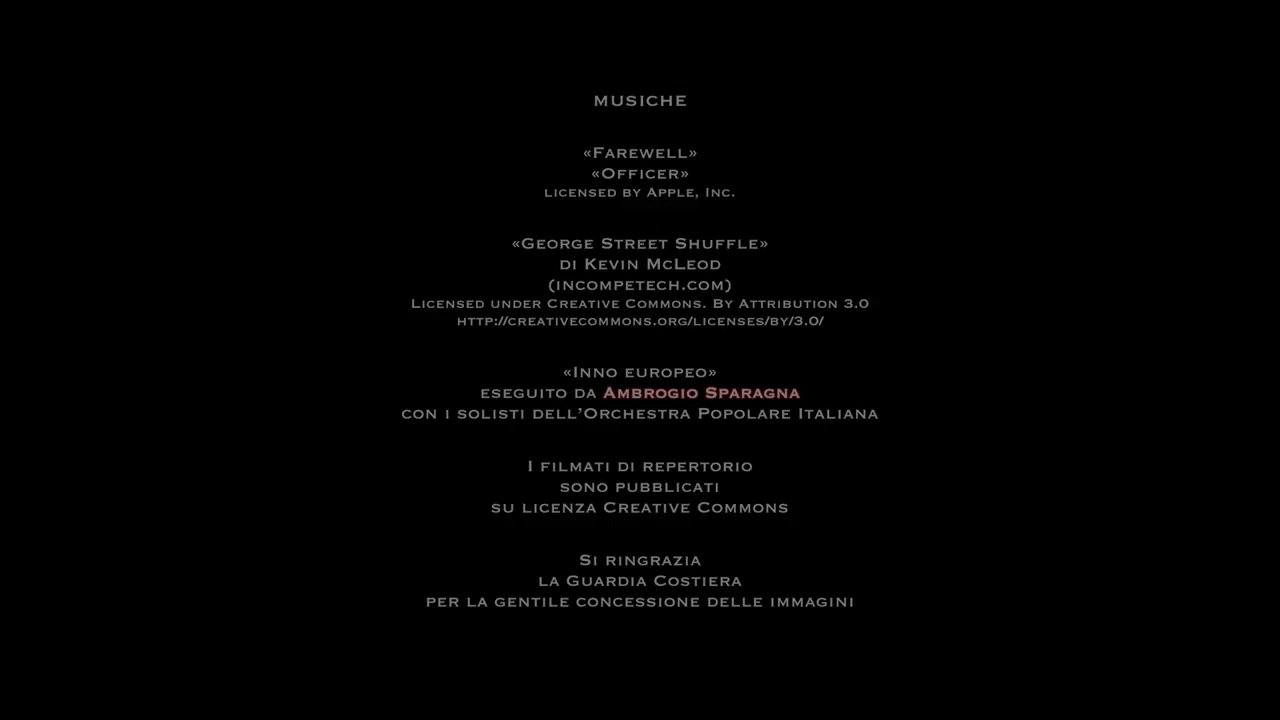 MUSICHE
«Farewell»
«Officer»
licensed by Apple, Inc.
«George Street Shuffle»
di Kevin McLeod
(incompetech.com)
Licensed under Creative Commons. By Attribution 3.0
http://creativecommons.org/licenses/by/3.0/
«Inno europeo»
eseguito da Ambrogio Sparagna
con i solisti dell’Orchestra Popolare Italiana
I filmati di repertorio
sono pubblicati
su licenza Creative Commons
Si ringrazia
la Guardia Costiera
per la gentile concessione delle immagini